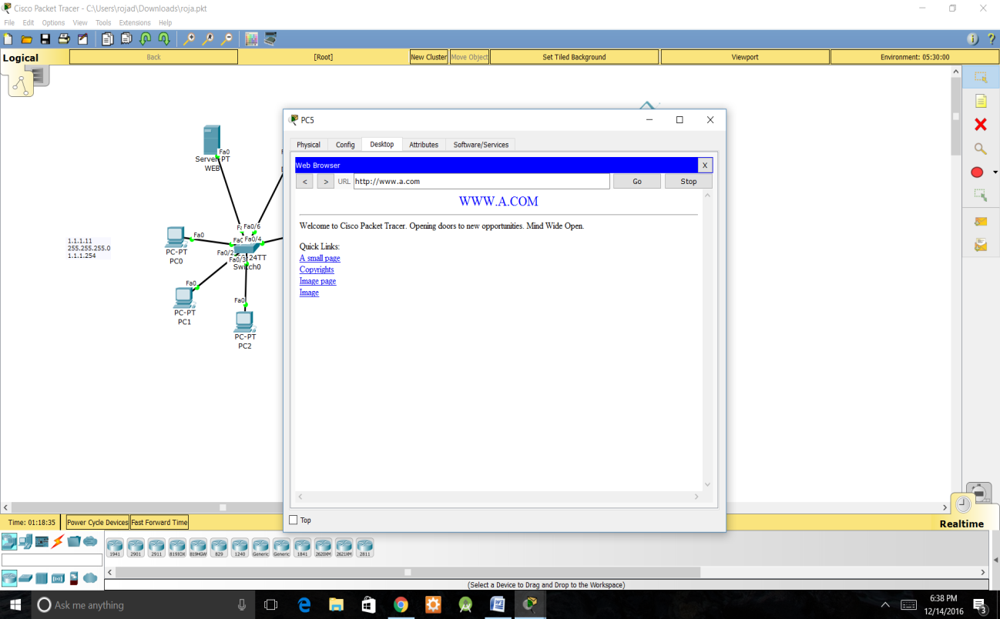 Cisco Packet Tracer - C:\Users\rojad\Downloads\roja.pkt
File Edit Options View Tools Extensions Help
Logical
Back
[Root]
New Cluster
Move Object
Set Tiled Background
Viewport
Environment: 05:30:00
Fa0
Server-PT
WEB
1.1.1.11
255.255.255.0
1.1.1.254
Fa0
PC-PT
PC0
Fa0/6
Fa0/4
Fa0/2
Fa0/3
24TT
Switch0
Fa0
PC-PT
PC1
Fa0
PC-PT
PC2
PC5
Physical Config Desktop Attributes Software/Services
Web Browser
X
< > URL http://www.a.com Go Stop
WWW.A.COM
Welcome to Cisco Packet Tracer. Opening doors to new opportunities. Mind Wide Open.
Quick Links:
A small page
Copyrights
Image page
Image
Top
Time: 01:18:35
Power Cycle Devices
Fast Forward Time
Realtime
1941 2901 2911 819IOX 819HGW 829 1240 Generic Generic 1841 2620XM 2621XM 2811
(Select a Device to Drag and Drop to the Workspace)
Ask me anything
6:38 PM
12/14/2016
3